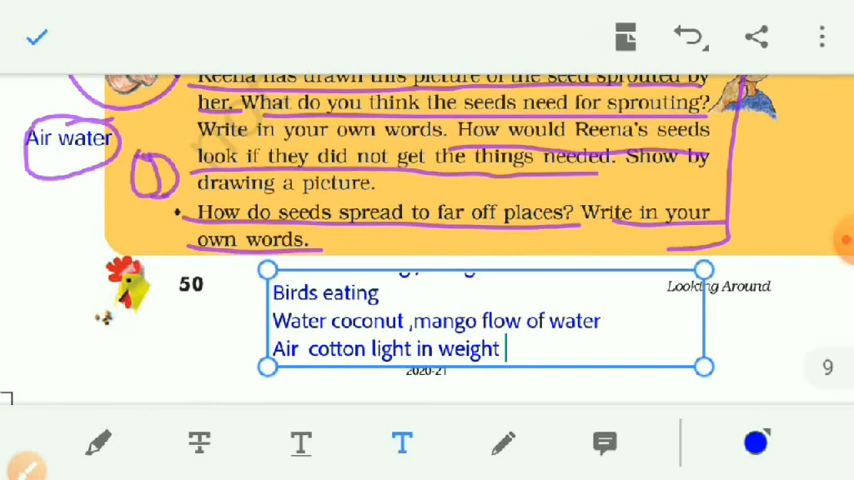 Reena has drawn this picture of the seed sprouted by
her. What do you think the seeds need for sprouting?
Write in your own words. How would Reena's seeds
look if they did not get the things needed. Show by
drawing a picture.
• How do seeds spread to far off places? Write in your
own words.
Air water
50
Looking Around
Birds eating
Water coconut ,mango flow of water
Air cotton light in weight
2020-21
9
T
T
T